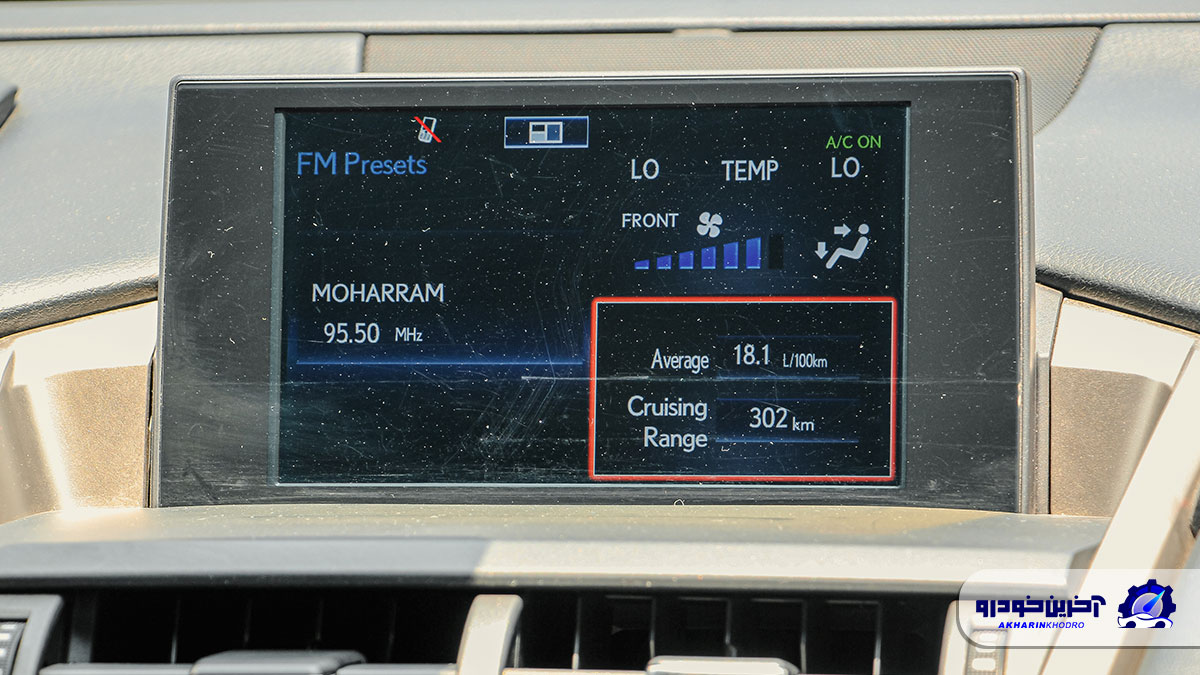 FM Presets
MOHARRAM
95.50 MHz
A/C ON
LO TEMP LO
FRONT
Average 18.1 L/100km
Cruising
Range
302 km
آخرین خودرو
AKHARINKHODRO